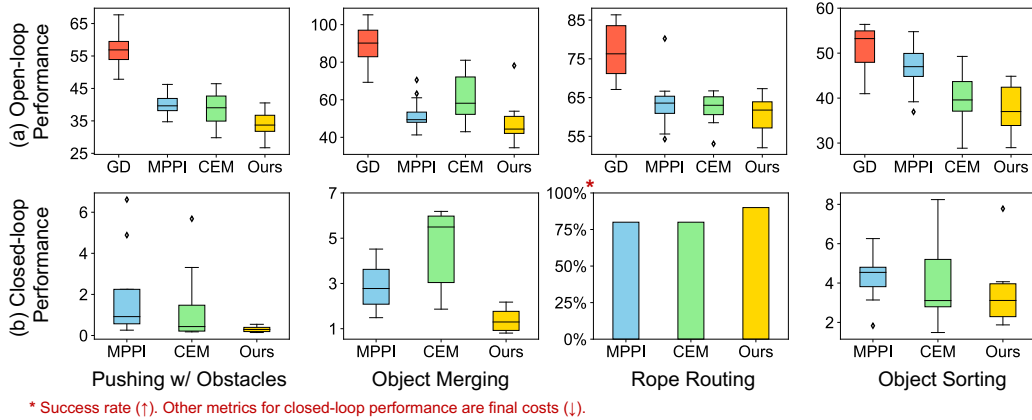 (a) Open-loop
Performance
65
55
45
35
25
GD MPPI CEM Ours
100
80
60
40
GD MPPI CEM Ours
85
75
65
55
GD MPPI CEM Ours
60
50
40
30
GD MPPI CEM Ours
(b) Closed-loop
Performance
6
4
2
0
MPPI CEM Ours
Pushing w/ Obstacles
7
5
3
1
MPPI CEM Ours
Object Merging
*
100%
75%
50%
25%
0%
MPPI CEM Ours
Rope Routing
8
6
4
2
MPPI CEM Ours
Object Sorting
* Success rate (↑). Other metrics for closed-loop performance are final costs (↓).